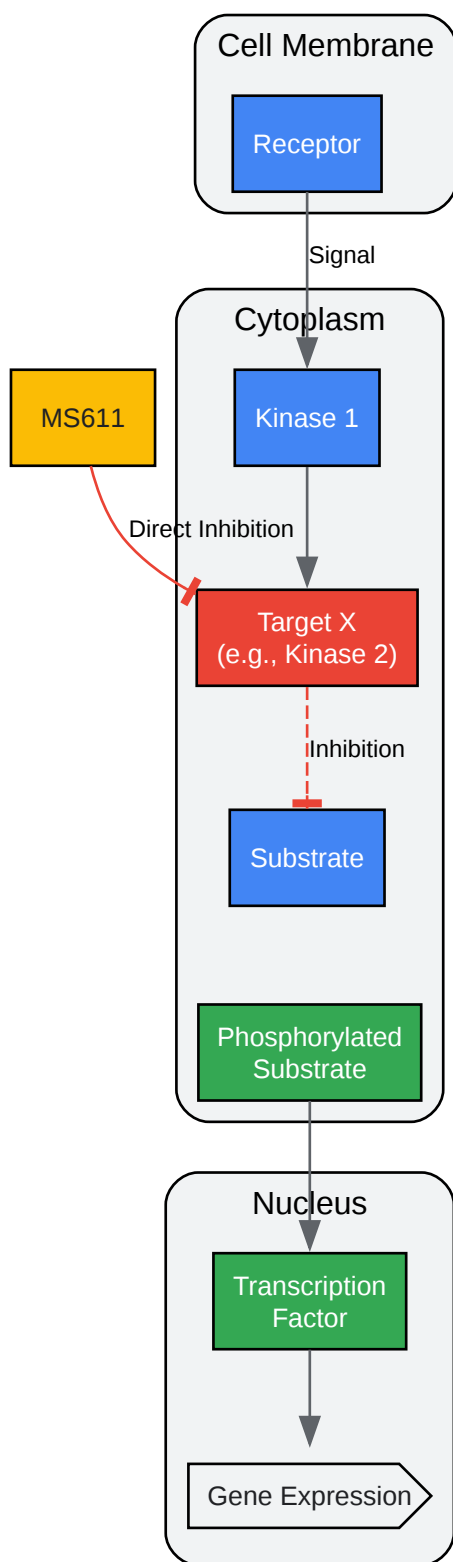 Cell Membrane
Receptor
Signal
Cytoplasm
MS611
Kinase 1
Direct Inhibition
Target X
(e.g., Kinase 2)
Inhibition
Substrate
Phosphorylated
Substrate
Nucleus
Transcription
Factor
Gene Expression